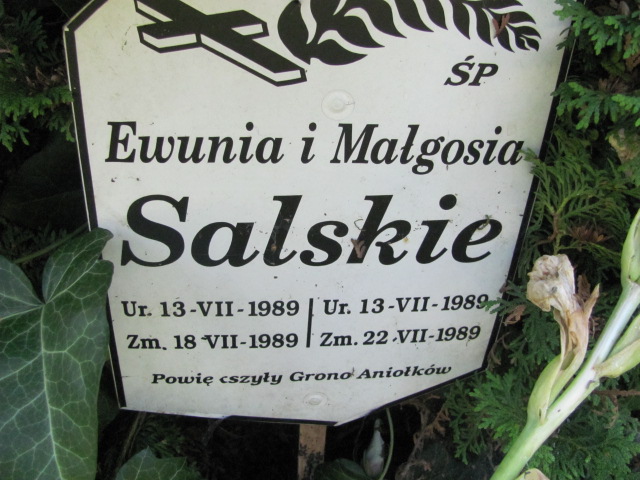 ŚP
Ewunia i Małgosia
Salskie
Ur. 13-VII-1989 Ur. 13-VII-1989
Zm. 18-VII-1989 Zm. 22-VII-1989
Powię szyły Grono Aniołków